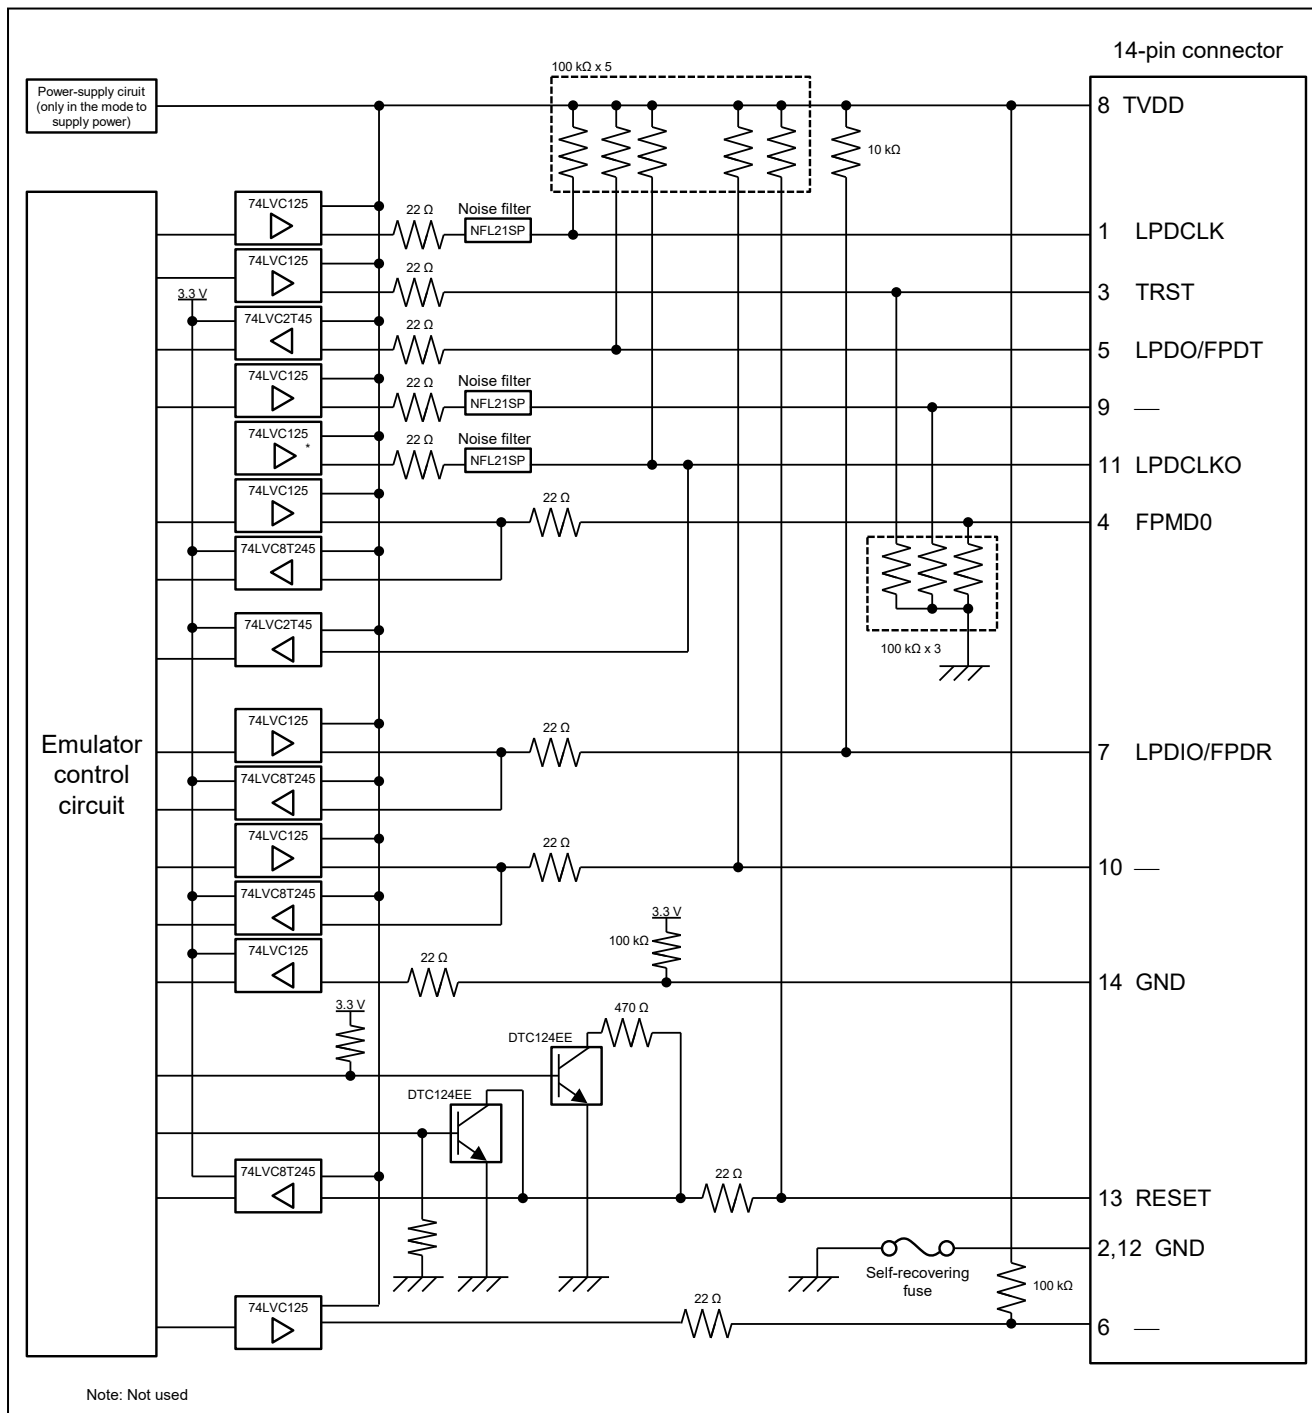 14-pin connector
100 kΩ x 5
Power-supply ciruit
(only in the mode to
supply power)
8 TVDD
10 kΩ
74LVC125
22 Ω
Noise filter
NFL21SP
1 LPDCLK
74LVC125
22 Ω
3 TRST
3.3 V
74LVC2T45
22 Ω
5 LPDO/FPDT
74LVC125
22 Ω
Noise filter
NFL21SP
9 —
74LVC125
*
22 Ω
Noise filter
NFL21SP
11 LPDCLKO
74LVC125
22 Ω
4 FPMD0
74LVC8T245
74LVC2T45
100 kΩ x 3
Emulator
control
circuit
74LVC125
22 Ω
7 LPDIO/FPDR
74LVC8T245
74LVC125
22 Ω
10 —
74LVC8T245
3.3 V
100 kΩ
74LVC125
22 Ω
14 GND
3.3 V
470 Ω
DTC124EE
DTC124EE
74LVC8T245
22 Ω
13 RESET
2,12 GND
Self-recovering
fuse
100 kΩ
74LVC125
22 Ω
6 —
Note: Not used